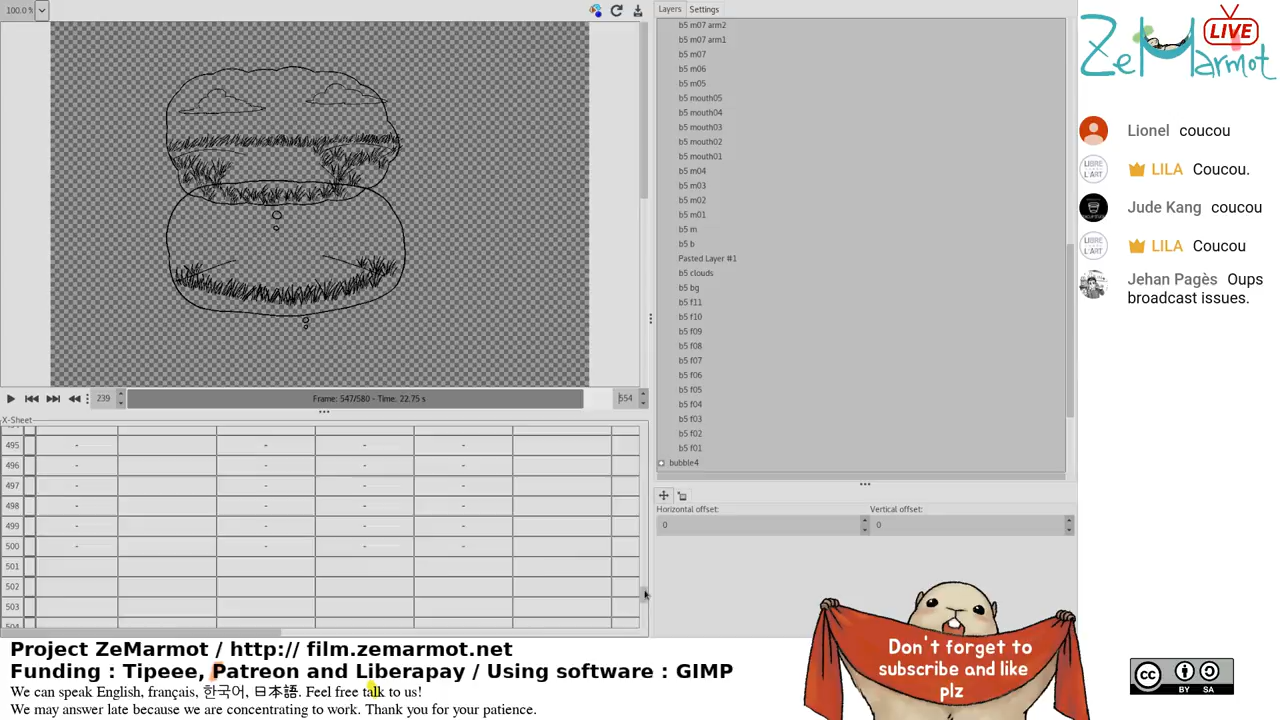 100.0 %
Layers
Settings
b5 m07 arm2
b5 m07 arm1
b5 m07
b5 m06
b5 m05
b5 mouth05
b5 mouth04
b5 mouth03
b5 mouth02
b5 mouth01
b5 m04
b5 m03
b5 m02
b5 m01
b5 m
b5 b
Pasted Layer #1
b5 clouds
b5 bg
b5 f11
b5 f10
b5 f09
b5 f08
b5 f07
b5 f06
b5 f05
b5 f04
b5 f03
b5 f02
b5 f01
bubble4
239
Frame: 547/580 - Time: 22.75 s
554
X-Sheet
495 - - - -
496 - - - -
497 - - - -
498 - - - -
499 - - - -
500 - - - -
501
502
503
Horizontal offset:
Vertical offset:
0
0
ZeMarmot
LIVE
Lionel coucou
LILA Coucou.
Jude Kang coucou
LILA Coucou
Jehan Pagès Oups
broadcast issues.
Project ZeMarmot / http:// film.zemarmot.net
Funding : Tipeee, Patreon and Liberapay / Using software : GIMP
We can speak English, français, 한국어, 日本語. Feel free talk to us!
We may answer late because we are concentrating to work. Thank you for your patience.
Don't forget to
subscribe and like
plz
cc
BY SA